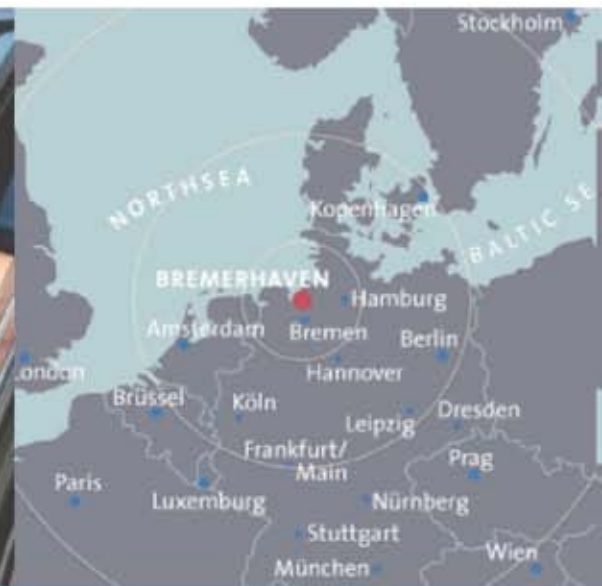 Stockholm
NORTHSEA
Kopenhagen
BALTIC SE
BREMERHAVEN
Hamburg
Amsterdam
Bremen
Berlin
ondon
Hannover
Brüssel
Köln
Leipzig
Dresden
Frankfurt/
Main
Prag
Paris
Luxemburg
Nürnberg
Stuttgart
München
Wien